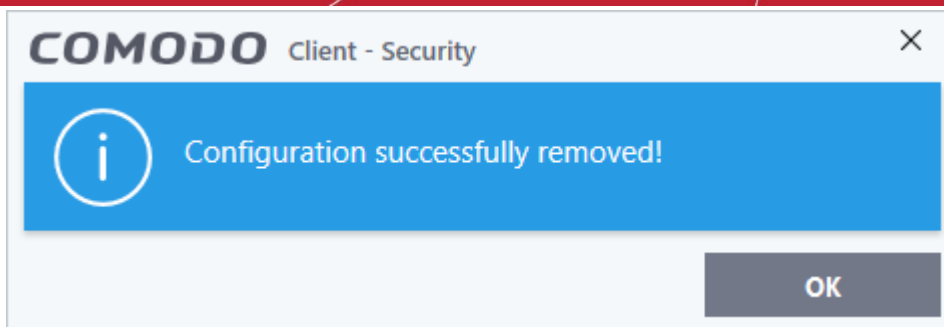 COMODO Client - Security
Configuration successfully removed!
OK